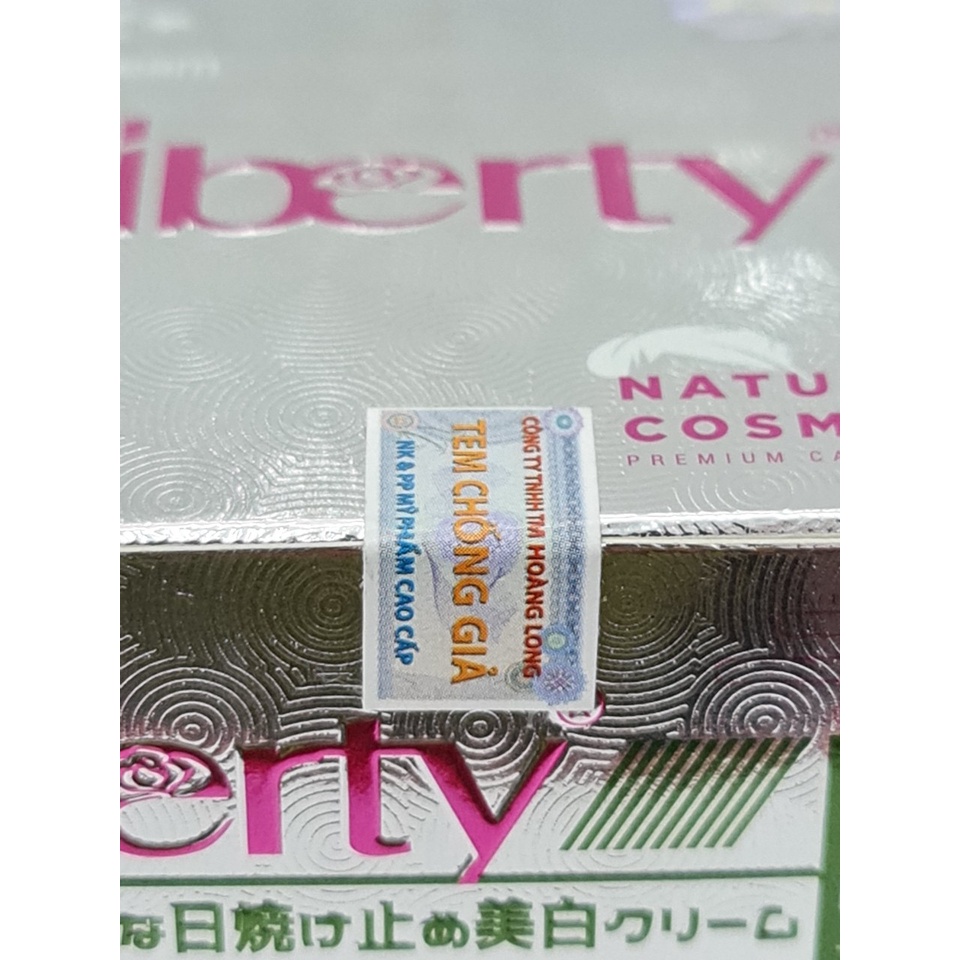 iberty
NATU
COSM
PREMIUM CA
CÔNG TY TNHH TM HOÀNG LONG
TEM CHỐNG GIẢ
NK & PP MỸ PHẨM CAO CẤP
erty
な日焼け止め美白クリーム